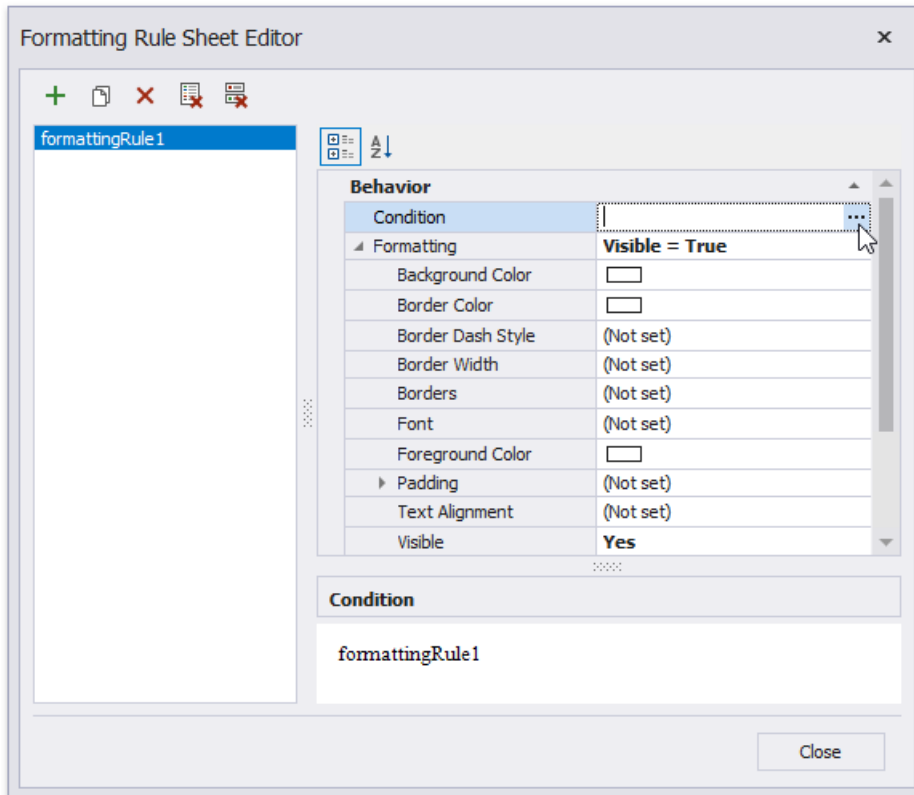 Formatting Rule Sheet Editor
formattingRule1
Behavior
Condition
Formatting Visible = True
Background Color
Border Color
Border Dash Style (Not set)
Border Width (Not set)
Borders (Not set)
Font (Not set)
Foreground Color
Padding (Not set)
Text Alignment (Not set)
Visible Yes
Condition
formattingRule1
Close